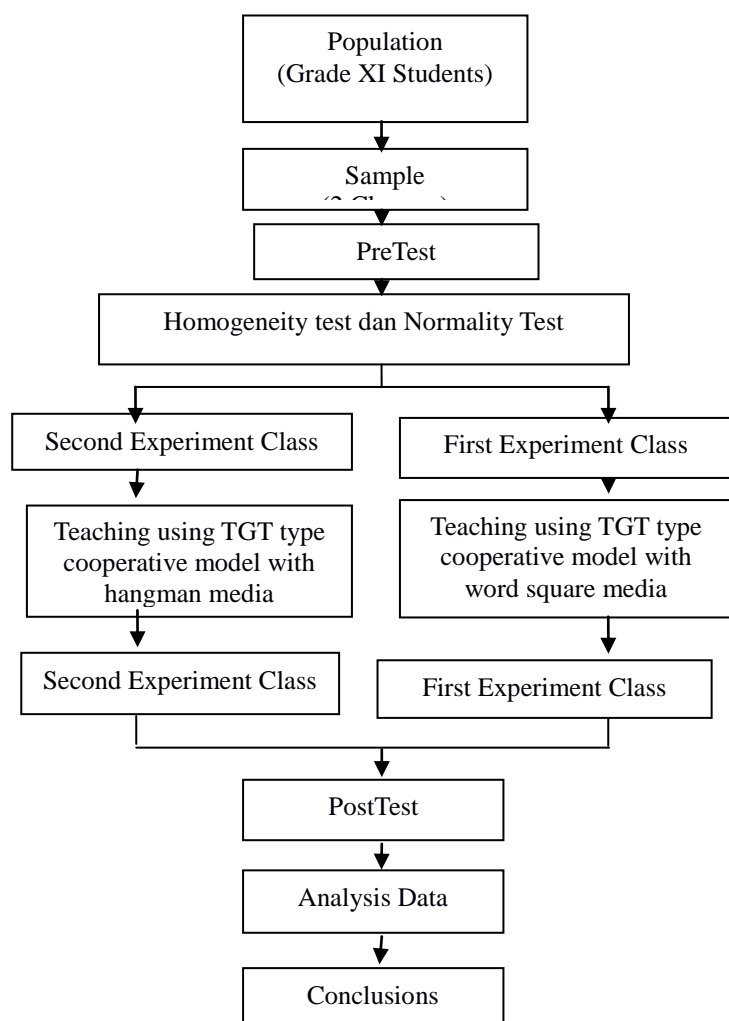 Population
(Grade XI Students)
Sample
PreTest
Homogeneity test dan Normality Test
Second Experiment Class
First Experiment Class
Teaching using TGT type
cooperative model with
hangman media
Teaching using TGT type
cooperative model with
word square media
Second Experiment Class
First Experiment Class
PostTest
Analysis Data
Conclusions